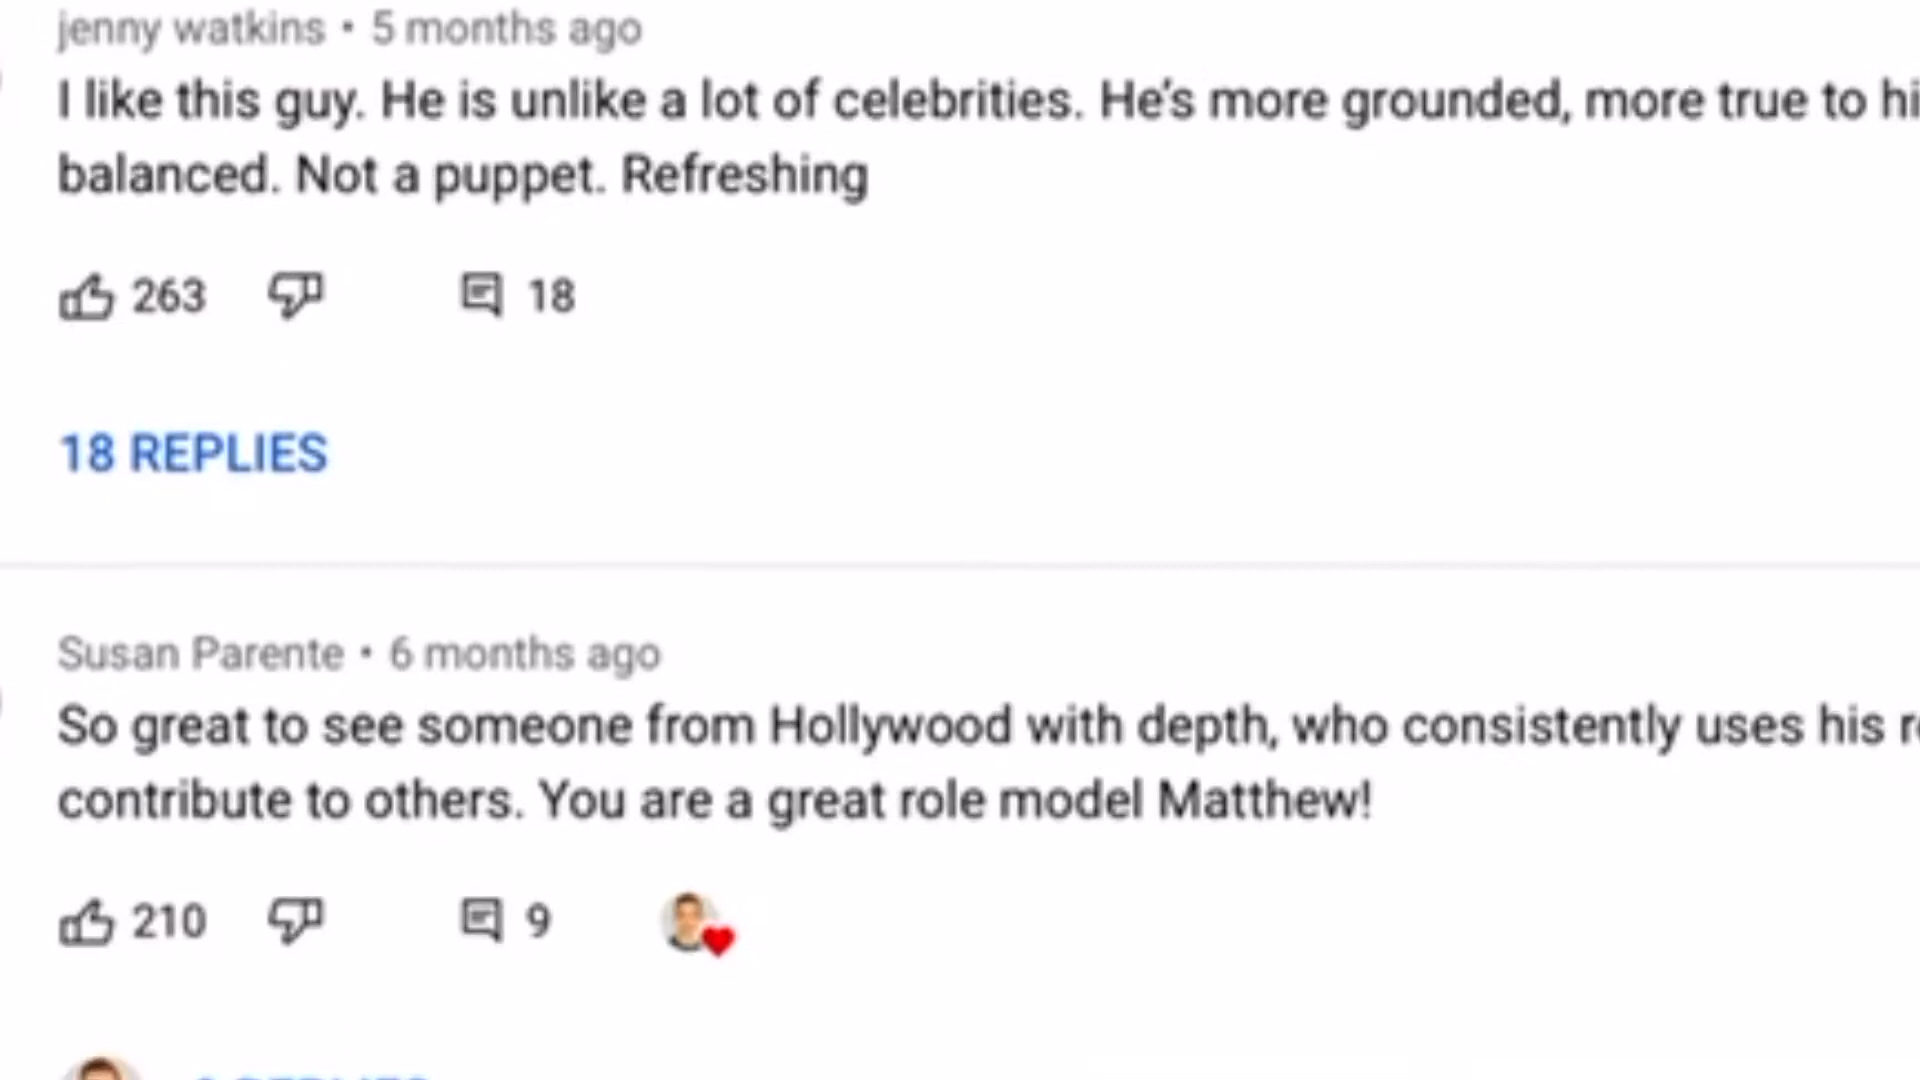 jenny watkins • 5 months ago
I like this guy. He is unlike a lot of celebrities. He's more grounded, more true to
balanced. Not a puppet. Refreshing
263 18
18 REPLIES
Susan Parente • 6 months ago
So great to see someone from Hollywood with depth, who consistently uses his
contribute to others. You are a great role model Matthew!
210 9
REPLIES